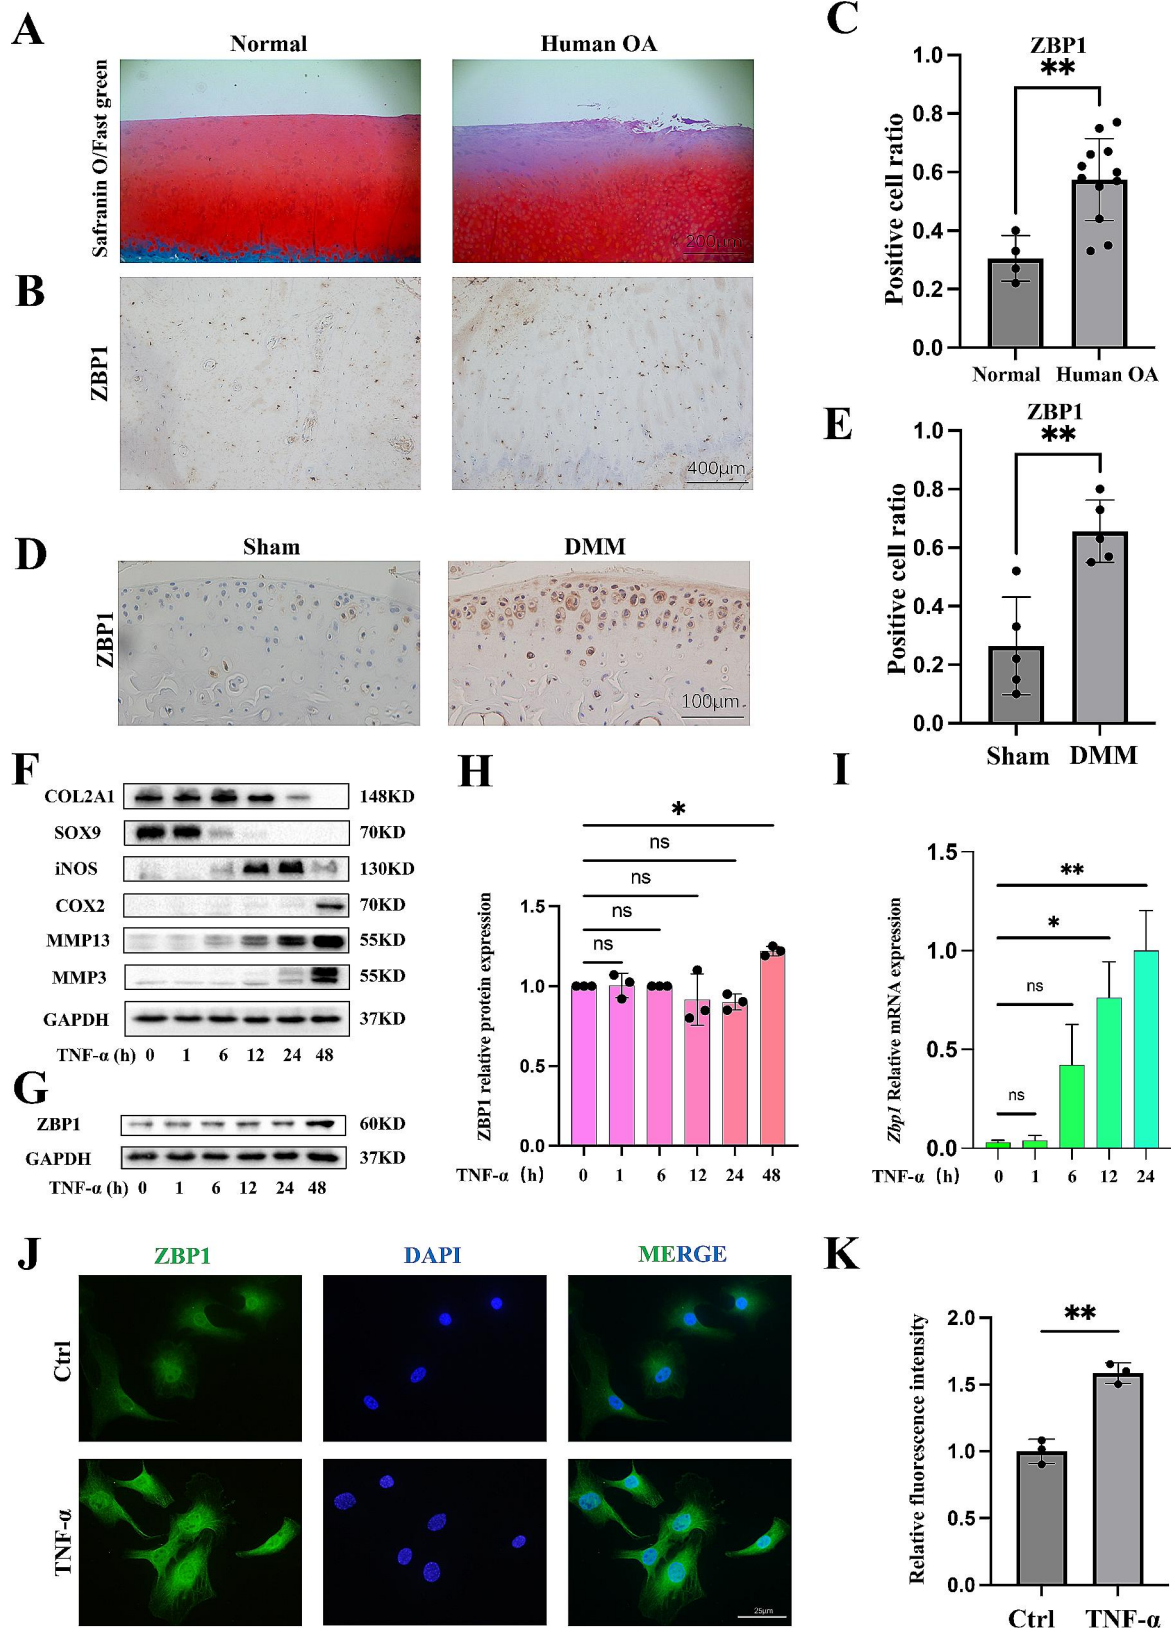 A
Normal
Human OA
Safranin O/Fast green
200μm
B
ZBP1
400μm
C
ZBP1
**
Positive cell ratio
1.0
0.8
0.6
0.4
0.2
0.0
Normal
Human OA
D
Sham
DMM
ZBP1
100μm
E
ZBP1
**
Positive cell ratio
1.0
0.8
0.6
0.4
0.2
0.0
Sham
DMM
F
COL2A1 148KD
SOX9 70KD
iNOS 130KD
COX2 70KD
MMP13 55KD
MMP3 55KD
GAPDH 37KD
TNF-α (h) 0 1 6 12 24 48
G
ZBP1 60KD
GAPDH 37KD
TNF-α (h) 0 1 6 12 24 48
H
*
ns
ns
ns
ns
ZBP1 relative protein expression
1.5
1.0
0.5
0.0
TNF-α (h) 0 1 6 12 24 48
I
**
*
ns
ns
Zbp1 Relative mRNA expression
1.5
1.0
0.5
0.0
TNF-α (h) 0 1 6 12 24
J
ZBP1
DAPI
MERGE
Ctrl
TNF-α
25μm
K
**
Relative fluorescence intensity
2.0
1.5
1.0
0.5
0.0
Ctrl
TNF-α